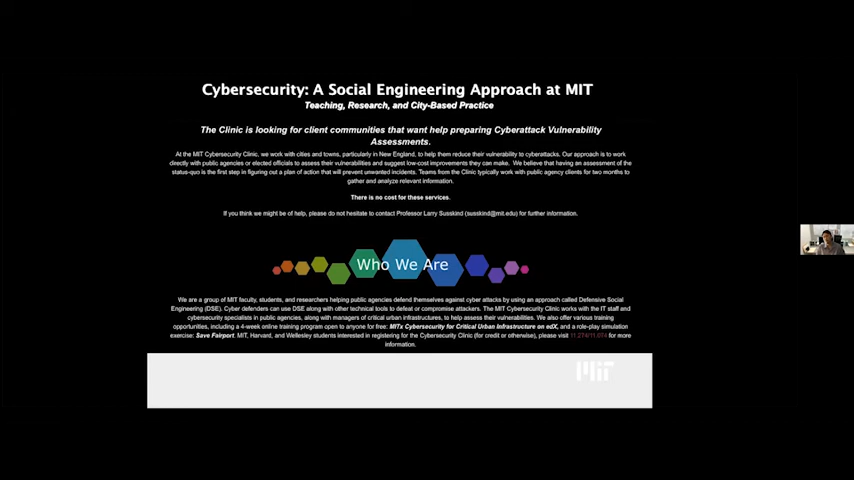 Cybersecurity: A Social Engineering Approach at MIT
Teaching, Research, and City-Based Practice
The Clinic is looking for client communities that want help preparing Cyberattack Vulnerability
Assessments.
At the MIT Cybersecurity Clinic, we work with cities and towns, particularly in New England, to help them reduce their vulnerability to cyberattacks. Our approach is to work
directly with public agencies or elected officials to assess their vulnerabilities and suggest low-cost improvements they can make. We believe that having an assessment of the
status-quo is the first step in figuring out a plan of action that will prevent unwanted incidents. Teams from the Clinic typically work with public agency clients for two months to
gather and analyze relevant information.
There is no cost for these services.
If you think we might be of help, please do not hesitate to contact Professor Larry Susskind (susskind@mit.edu) for further information.
Who We Are
We are a group of MIT faculty, students, and researchers helping public agencies defend themselves against cyber attacks by using an approach called Defensive Social
Engineering (DSE). Cyber defenders can use DSE along with other technical tools to defeat or compromise attackers. The MIT Cybersecurity Clinic works with the IT staff and
cybersecurity specialists in public agencies, along with managers of critical urban infrastructures, to help assess their vulnerabilities. We also offer various training
opportunities, including a 4-week online training program open to anyone for free: MITx Cybersecurity for Critical Urban Infrastructure on edX, and a role-play simulation
exercise: Save Fairport. MIT, Harvard, and Wellesley students interested in registering for the Cybersecurity Clinic (for credit or otherwise), please visit 11.274/11.074 for more
information.
MIT